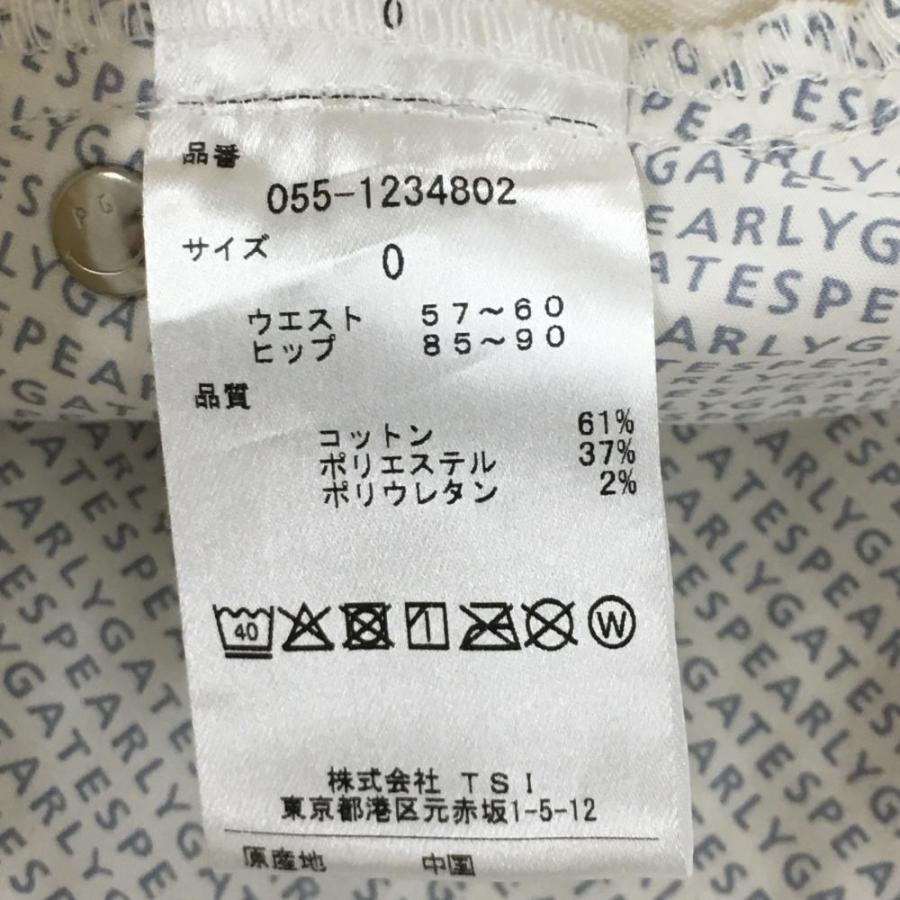 0
品番
055-1234802
サイズ 0
ウエスト 57～60
ヒップ 85～90
品質
コットン 61%
ポリエステル 37%
ポリウレタン 2%
40
W
株式会社 TSI
東京都港区元赤坂1-5-12
原産地 中国
PG
PEARLYGATES